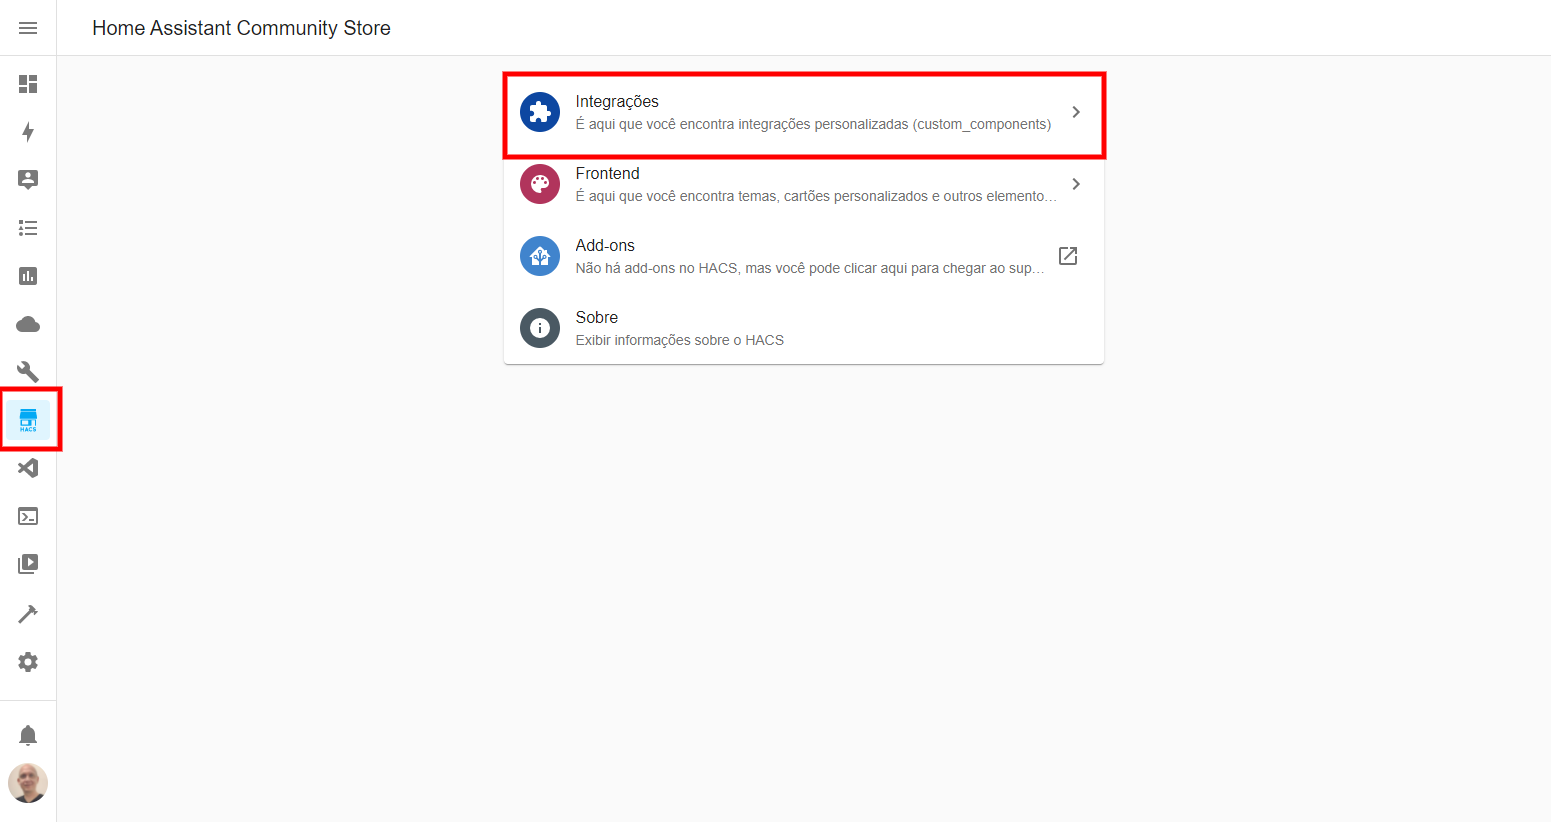 Home Assistant Community Store
Integrações
É aqui que você encontra integrações personalizadas (custom_components)
Frontend
É aqui que você encontra temas, cartões personalizados e outros elemento...
Add-ons
Não há add-ons no HACS, mas você pode clicar aqui para chegar ao sup...
Sobre
Exibir informações sobre o HACS
HACS